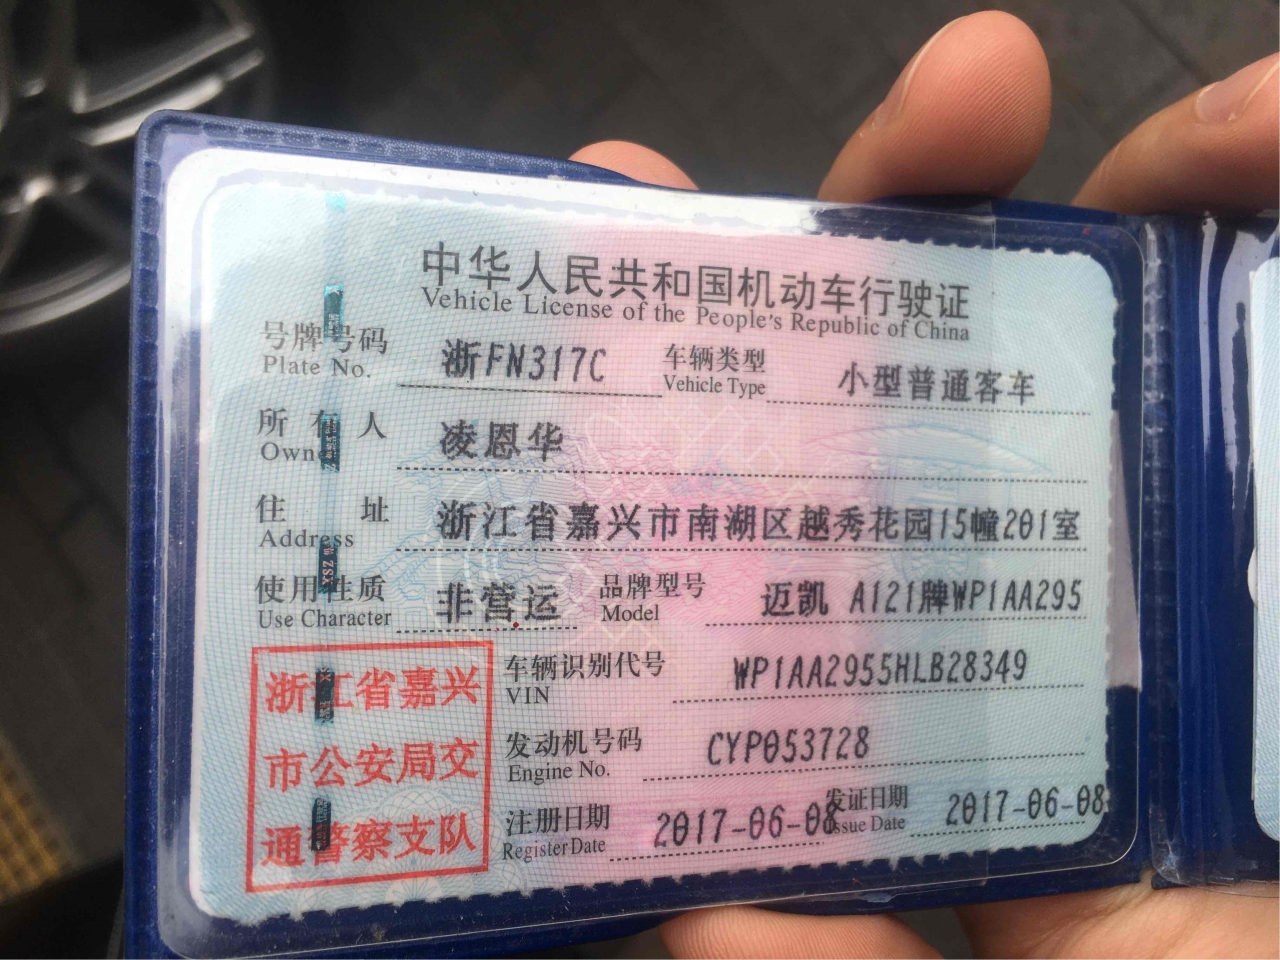 中华人民共和国机动车行驶证
Vehicle License of the People's Republic of China
号牌号码 浙FN317C 车辆类型 小型普通客车
Plate No. Vehicle Type
所有人 凌恩华
Owner
住址 浙江省嘉兴市南湖区越秀花园15幢201室
Address
使用性质 非营运 品牌型号 迈凯 A121牌WP1AA295
Use Character Model
浙江省嘉兴
市公安局交
通警察支队
车辆识别代号 WP1AA2955HLB28349
VIN
发动机号码 CYP053728
Engine No.
注册日期 2017-06-08 发证日期 2017-06-08
Register Date Issue Date
XSZ